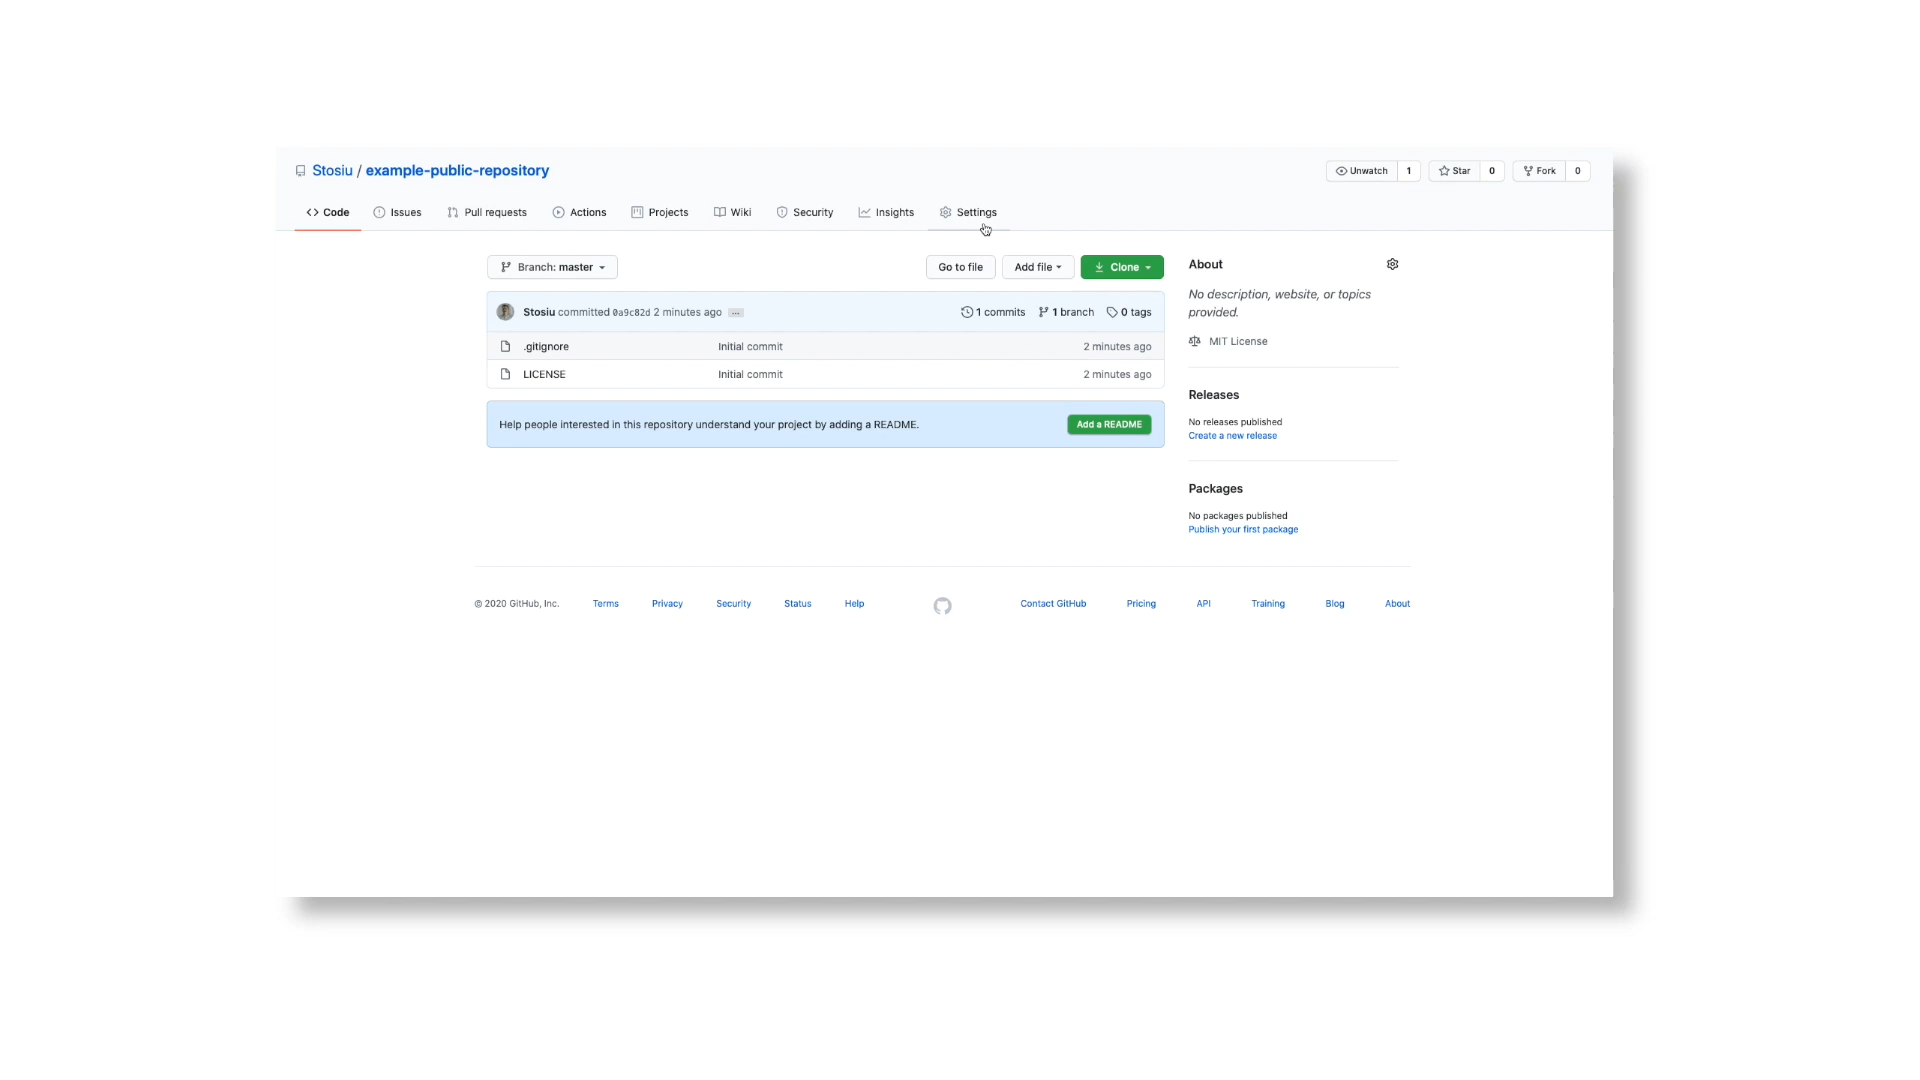 Stosiu / example-public-repository
Unwatch 1 Star 0 Fork 0
Code Issues Pull requests Actions Projects Wiki Security Insights Settings
Branch: master Go to file Add file Clone
Stosiu committed 0a9c82d 2 minutes ago ... 1 commits 1 branch 0 tags
.gitignore Initial commit 2 minutes ago
LICENSE Initial commit 2 minutes ago
Help people interested in this repository understand your project by adding a README. Add a README
About
No description, website, or topics
provided.
MIT License
Releases
No releases published
Create a new release
Packages
No packages published
Publish your first package
© 2020 GitHub, Inc. Terms Privacy Security Status Help Contact GitHub Pricing API Training Blog About